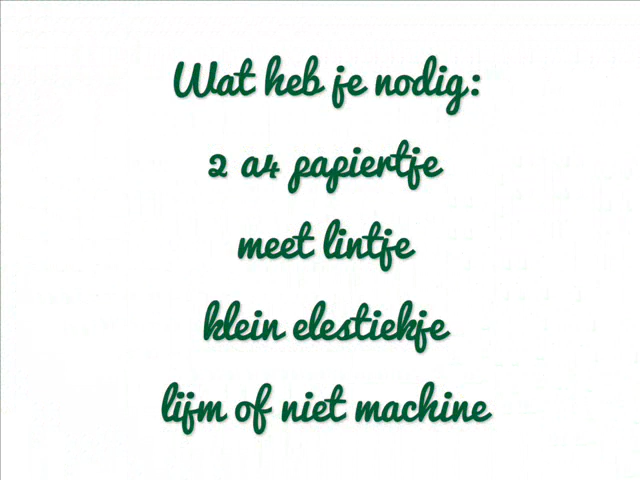 Wat heb je nodig:
2 a4 papiertje
meet lintje
klein elestiekje
lijm of niet machine